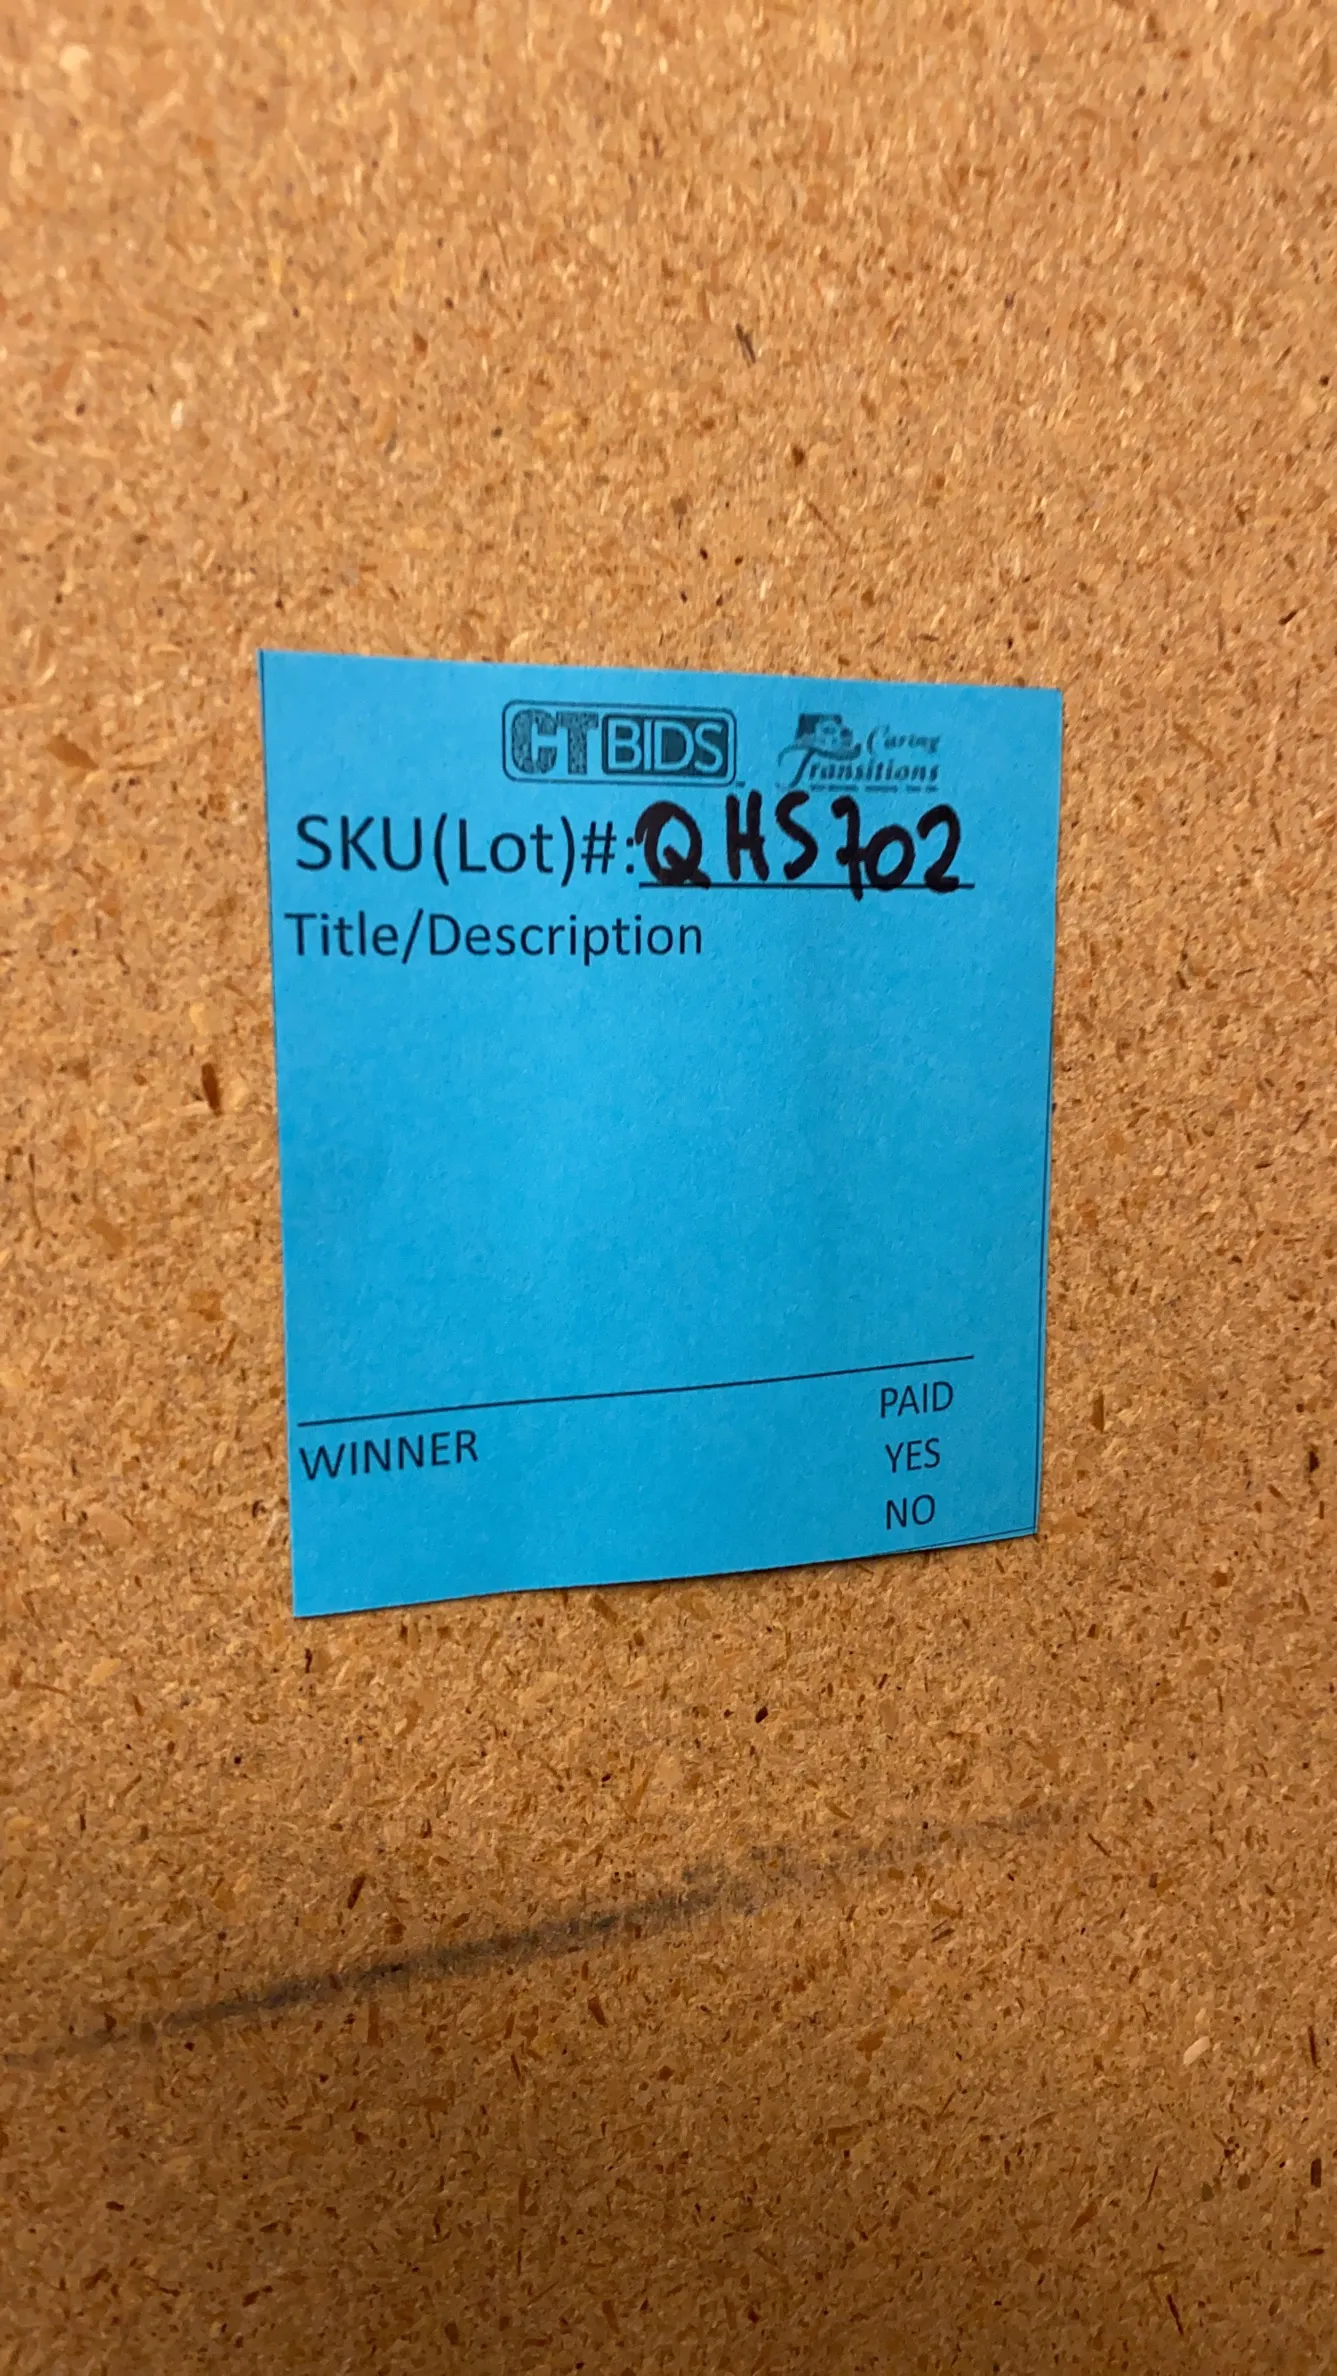 CTBIDS Caring Transitions
SKU(Lot)#: QHS702
Title/Description
WINNER
PAID
YES
NO